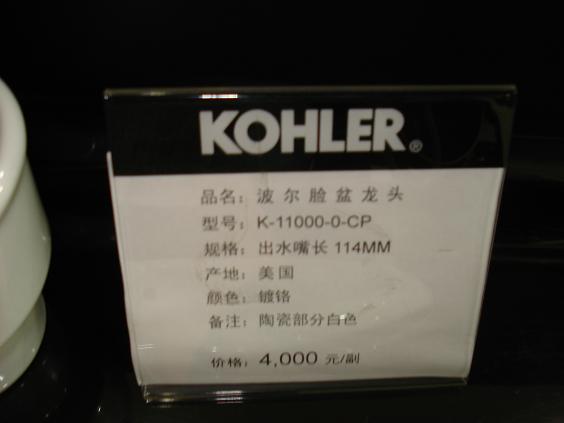 KOHLER®
品名：波尔脸盆龙头
型号：K-11000-0-CP
规格：出水嘴长 114MM
产地：美国
颜色：镀铬
备注：陶瓷部分白色
价格：4,000 元/副